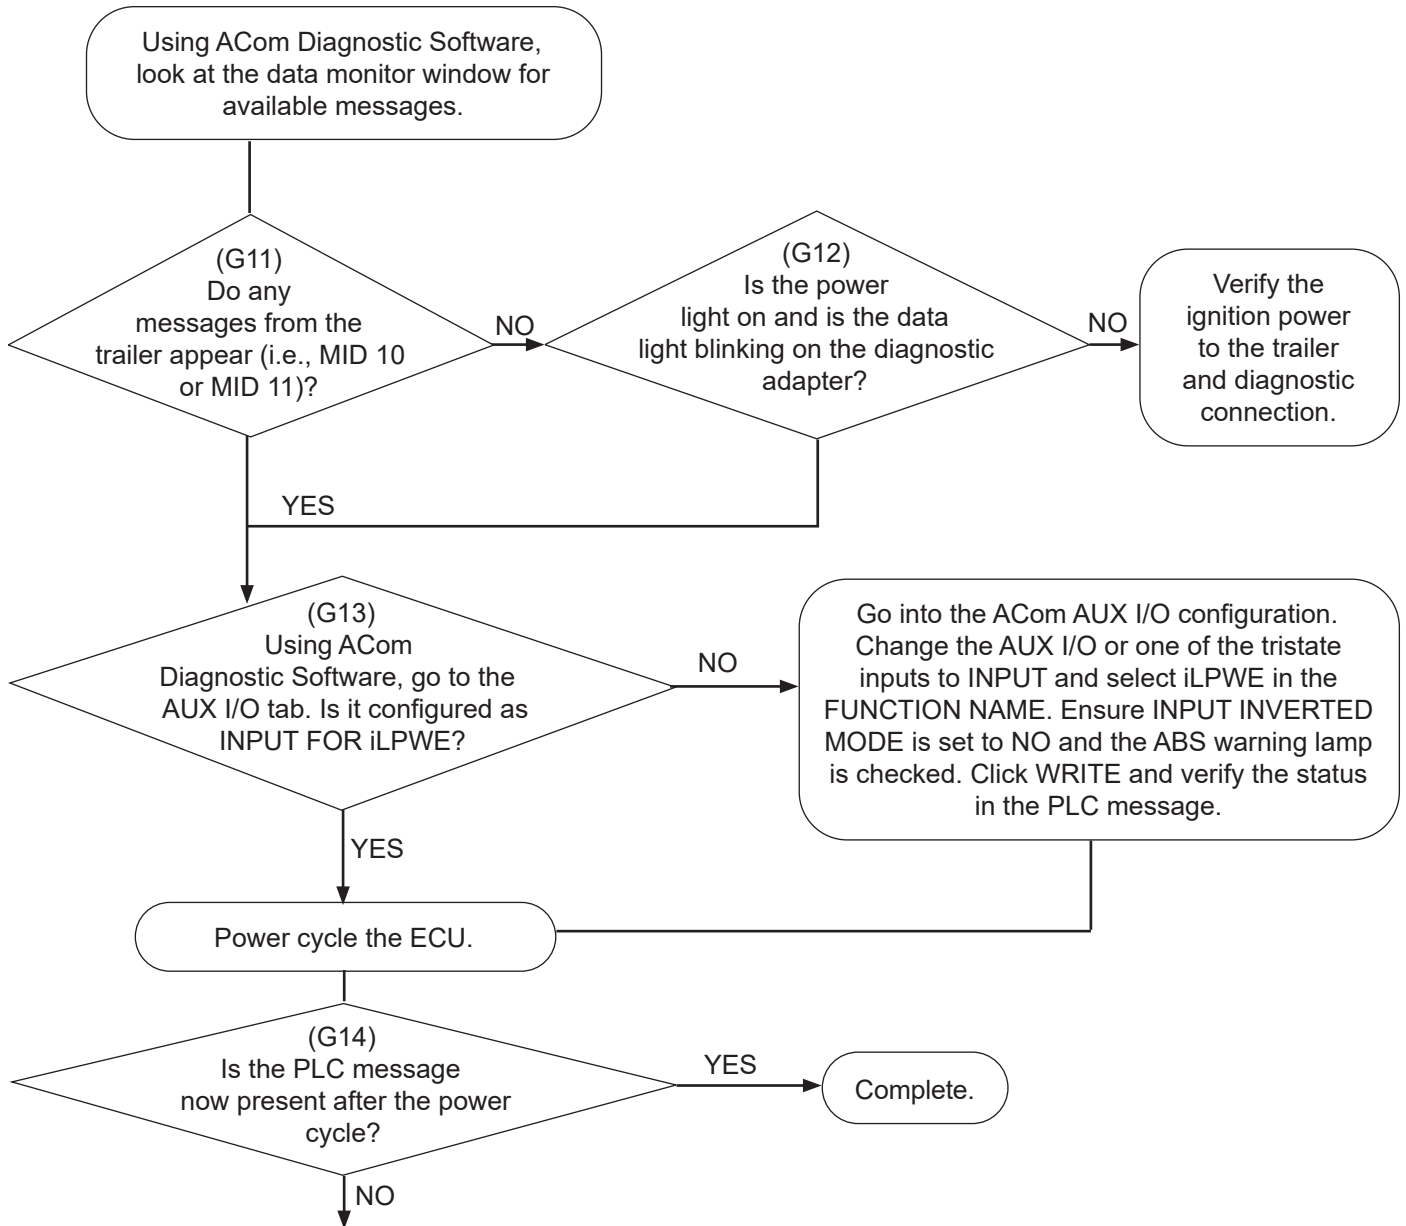 Using ACom Diagnostic Software,
look at the data monitor window for
available messages.
(G11)
Do any
messages from the
trailer appear (i.e., MID 10
or MID 11)?
NO
(G12)
Is the power
light on and is the data
light blinking on the diagnostic
adapter?
NO
Verify the
ignition power
to the trailer
and diagnostic
connection.
YES
(G13)
Using ACom
Diagnostic Software, go to the
AUX I/O tab. Is it configured as
INPUT FOR iLPWE?
NO
Go into the ACom AUX I/O configuration.
Change the AUX I/O or one of the tristate
inputs to INPUT and select iLPWE in the
FUNCTION NAME. Ensure INPUT INVERTED
MODE is set to NO and the ABS warning lamp
is checked. Click WRITE and verify the status
in the PLC message.
YES
Power cycle the ECU.
(G14)
Is the PLC message
now present after the power
cycle?
YES
Complete.
NO